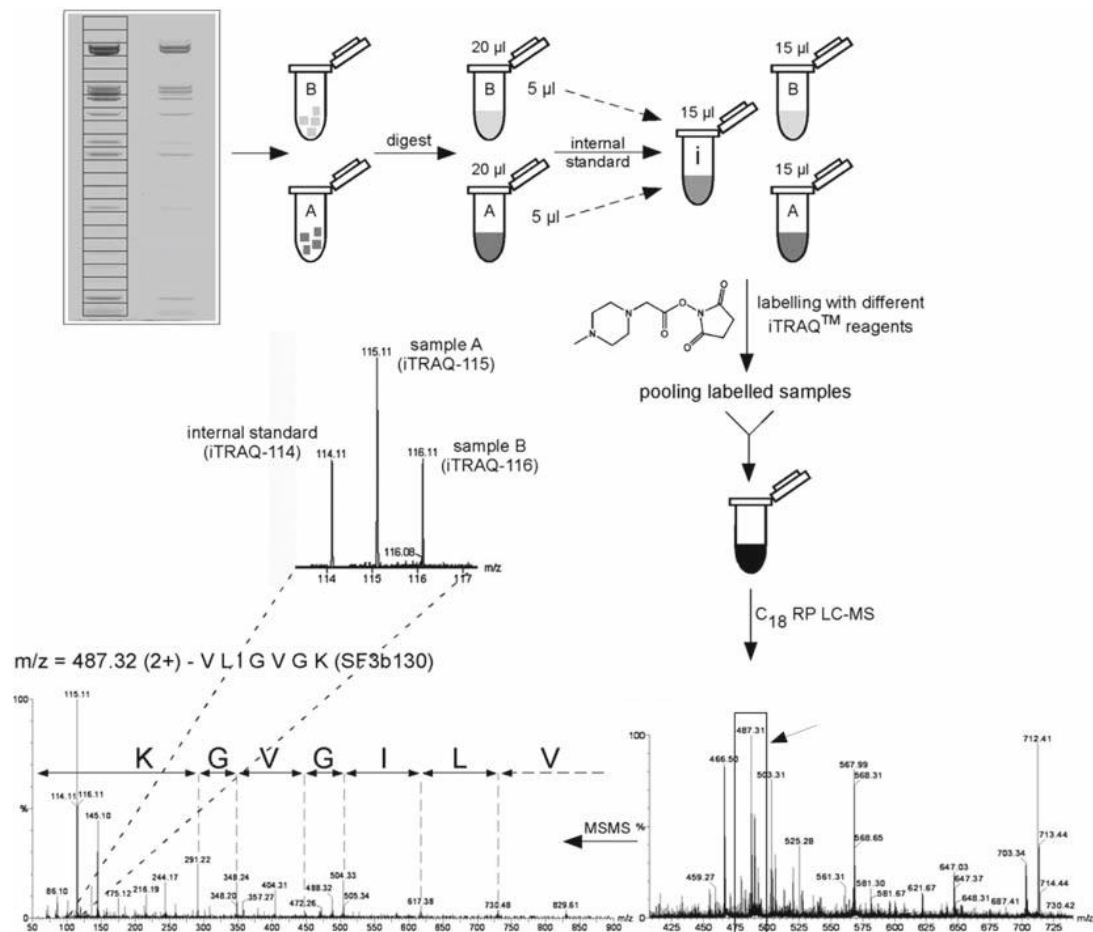 20 µl
15 µl
B
B
B
5 µl
15 µl
digest
internal
standard
i
20 µl
15 µl
A
A
A
5 µl
labelling with different
iTRAQ™ reagents
O
N
O
N
O
N
O
pooling labelled samples
115.11
sample A
(iTRAQ-115)
internal standard
(iTRAQ-114)
114.11
sample B
(iTRAQ-116)
116.11
116.08
114
115
116
117
m/z
C18 RP LC-MS
m/z = 487.32 (2+) - V L I G V G K (SF3b130)
100
115.11
K G V G I L V
114.11
116.11
145.10
%
291.22
86.10
175.12
216.19
244.17
348.24
348.20
357.27
404.31
472.26
488.32
504.33
505.34
617.38
730.48
829.61
0
50 100 150 200 250 300 350 400 450 500 550 600 650 700 750 800 850 900
m/z
MSMS
100
487.31
712.41
466.50
503.31
567.99
568.31
%
525.28
568.65
713.44
703.34
459.27
561.31
581.30
581.67
621.67
647.03
647.37
648.31
687.41
714.44
730.42
0
425 450 475 500 525 550 575 600 625 650 675 700 725
m/z